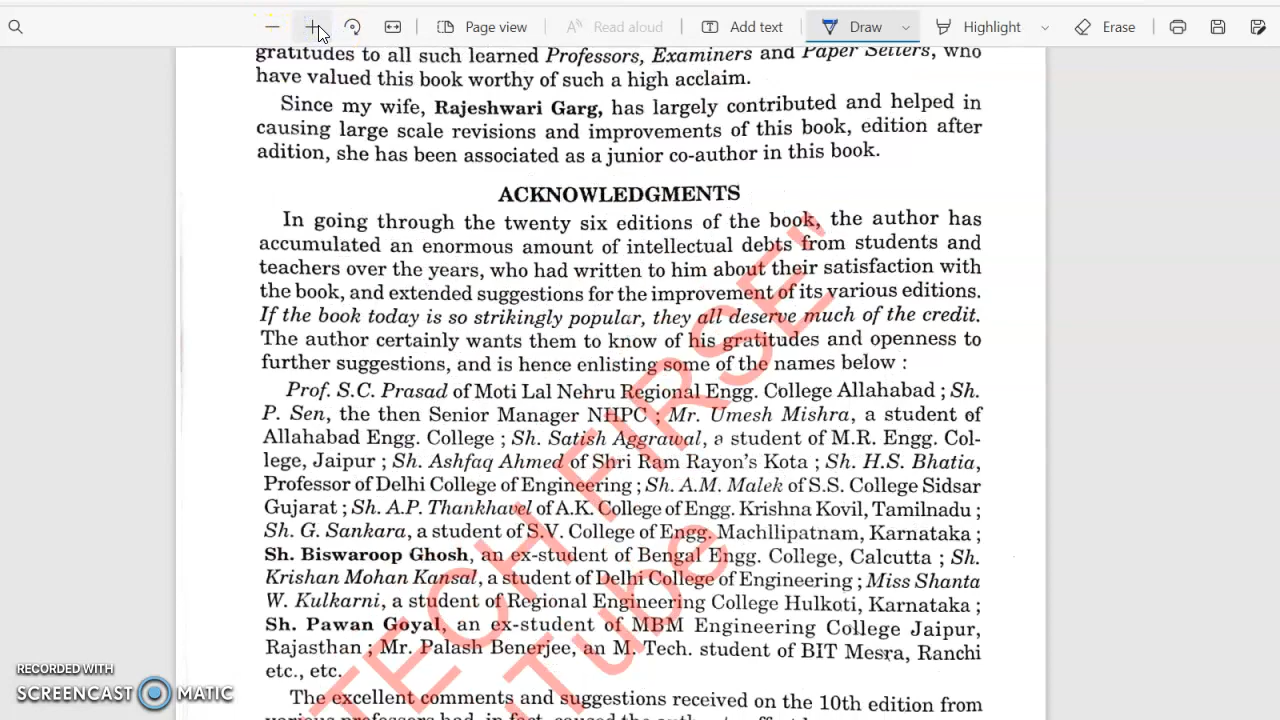 Page view
Read aloud
Add text
Draw
Highlight
Erase
gratitudes to all such learned Professors, Examiners and Paper Setters, who
have valued this book worthy of such a high acclaim.
Since my wife, Rajeshwari Garg, has largely contributed and helped in
causing large scale revisions and improvements of this book, edition after
adition, she has been associated as a junior co-author in this book.
ACKNOWLEDGMENTS
In going through the twenty six editions of the book, the author has
accumulated an enormous amount of intellectual debts from students and
teachers over the years, who had written to him about their satisfaction with
the book, and extended suggestions for the improvement of its various editions.
If the book today is so strikingly popular, they all deserve much of the credit.
The author certainly wants them to know of his gratitudes and openness to
further suggestions, and is hence enlisting some of the names below :
Prof. S.C. Prasad of Moti Lal Nehru Regional Engg. College Allahabad ; Sh.
P. Sen, the then Senior Manager NHPC ; Mr. Umesh Mishra, a student of
Allahabad Engg. College ; Sh. Satish Aggrawal, a student of M.R. Engg. Col-
lege, Jaipur ; Sh. Ashfaq Ahmed of Shri Ram Rayon's Kota ; Sh. H.S. Bhatia,
Professor of Delhi College of Engineering ; Sh. A.M. Malek of S.S. College Sidsar
Gujarat ; Sh. A.P. Thankhavel of A.K. College of Engg. Krishna Kovil, Tamilnadu ;
Sh. G. Sankara, a student of S.V. College of Engg. Machllipatnam, Karnataka ;
Sh. Biswaroop Ghosh, an ex-student of Bengal Engg. College, Calcutta ; Sh.
Krishan Mohan Kansal, a student of Delhi College of Engineering ; Miss Shanta
W. Kulkarni, a student of Regional Engineering College Hulkoti, Karnataka ;
Sh. Pawan Goyal, an ex-student of MBM Engineering College Jaipur,
Rajasthan ; Mr. Palash Benerjee, an M. Tech. student of BIT Mesra, Ranchi
etc., etc.
The excellent comments and suggestions received on the 10th edition from
TECH FIRSE"
Tube
RECORDED WITH
SCREENCAST MATIC